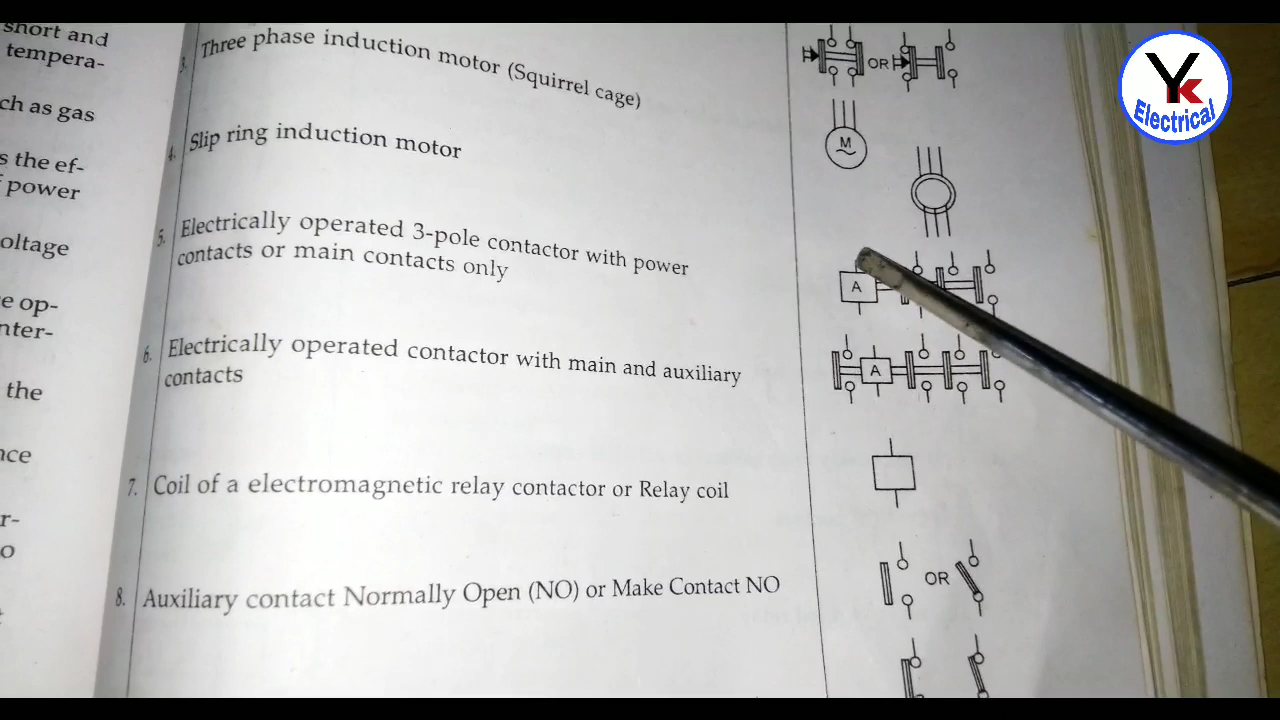 short and
tempera-
ch as gas
s the ef-
power
oltage
e op-
nter-
the
nce
r-
o
3. Three phase induction motor (Squirrel cage)
4. Slip ring induction motor
5. Electrically operated 3-pole contactor with power
contacts or main contacts only
6. Electrically operated contactor with main and auxiliary
contacts
7. Coil of a electromagnetic relay contactor or Relay coil
8. Auxiliary contact Normally Open (NO) or Make Contact NO
OR
M
A
A
OR
YK
Electrical